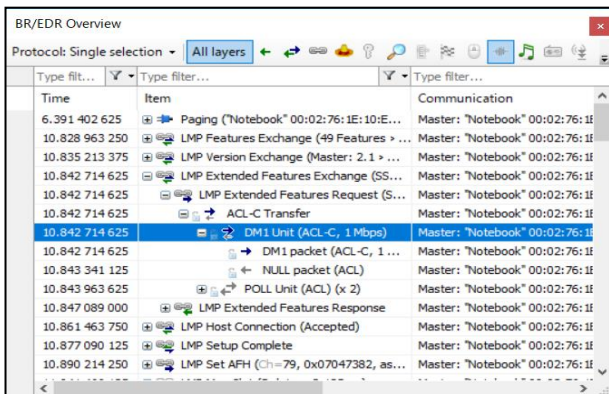 BR/EDR Overview
Protocol: Single selection All layers
Type filt... Type filter... Type filter...
Time Item Communication
6.391 402 625 Paging ("Notebook" 00:02:76:1E:10:E... Master: "Notebook" 00:02:76:1E
10.828 963 250 LMP Features Exchange (49 Features > ... Master: "Notebook" 00:02:76:1E
10.835 213 375 LMP Version Exchange (Master: 2.1 > ... Master: "Notebook" 00:02:76:1E
10.842 714 625 LMP Extended Features Exchange (SS... Master: "Notebook" 00:02:76:1E
10.842 714 625 LMP Extended Features Request (S... Master: "Notebook" 00:02:76:1E
10.842 714 625 ACL-C Transfer Master: "Notebook" 00:02:76:1E
10.842 714 625 DM1 Unit (ACL-C, 1 Mbps) Master: "Notebook" 00:02:76:1E
10.842 714 625 DM1 packet (ACL-C, 1 ... Master: "Notebook" 00:02:76:1E
10.843 341 125 NULL packet (ACL) Master: "Notebook" 00:02:76:1E
10.843 963 625 POLL Unit (ACL) (x 2) Master: "Notebook" 00:02:76:1E
10.847 089 000 LMP Extended Features Response Master: "Notebook" 00:02:76:1E
10.861 463 750 LMP Host Connection (Accepted) Master: "Notebook" 00:02:76:1E
10.877 090 125 LMP Setup Complete Master: "Notebook" 00:02:76:1E
10.890 214 250 LMP Set AFH (Ch=79, 0x07047382, as... Master: "Notebook" 00:02:76:1E